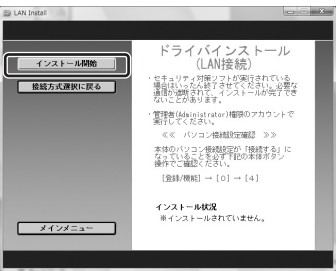 LAN Install
インストール開始
接続方式選択に戻る
メインメニュー
ドライバインストール
(LAN接続)
・セキュリティ対策ソフトが実行されている
場合はいったん終了させてください。必要な
通信が遮断されて、インストールが完了でき
ないことがあります。
・管理者(Administrator)権限のアカウントで
実行してください。
≪≪ パソコン接続設定確認 ≫≫
本体のパソコン接続設定が「接続する」に
なっていることを必ず下記の本体ボタン
操作でご確認ください。
[登録/機能] → [0] → [4]
インストール状況
※インストールされていません。